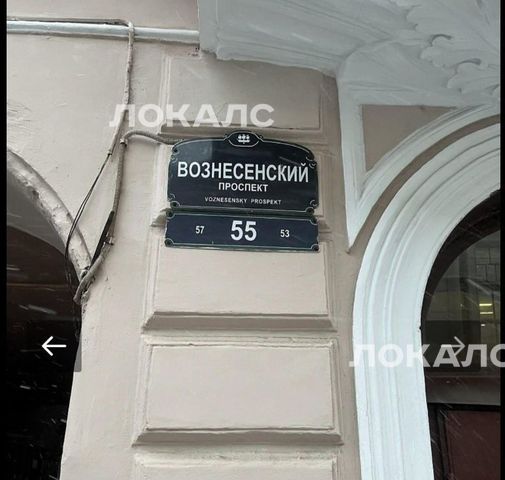 ЛОКАЛС
ВОЗНЕСЕНСКИЙ
ПРОСПЕКТ
VOZNESENSKY PROSPEKT
57 55 53
ЛОКАЛС